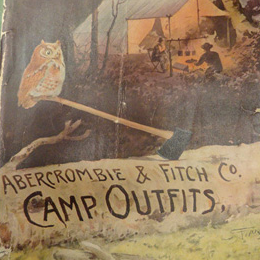 ABERCROMBIE & FITCH CO.
CAMP OUTFITS.